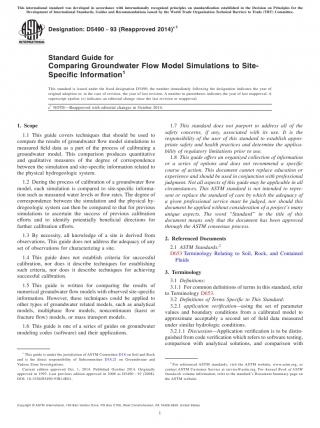 This international standard was developed in accordance with internationally recognized principles on standardization established in the Decision on Principles for the
Development of International Standards, Guides and Recommendations issued by the World Trade Organization Technical Barriers to Trade (TBT) Committee.
Designation: D5490 − 93 (Reapproved 2014)ε1
Standard Guide for
Comparing Groundwater Flow Model Simulations to Site-
Specific Information1
This standard is issued under the fixed designation D5490; the number immediately following the designation indicates the year of
original adoption or, in the case of revision, the year of last revision. A number in parentheses indicates the year of last reapproval. A
superscript epsilon (ε) indicates an editorial change since the last revision or reapproval.
ε1 NOTE—Reapproved with editorial changes in October 2014.
1. Scope
1.1 This guide covers techniques that should be used to
compare the results of groundwater flow model simulations to
measured field data as a part of the process of calibrating a
groundwater model. This comparison produces quantitative
and qualitative measures of the degree of correspondence
between the simulation and site-specific information related to
the physical hydrogeologic system.
1.2 During the process of calibration of a groundwater flow
model, each simulation is compared to site-specific informa-
tion such as measured water levels or flow rates. The degree of
correspondence between the simulation and the physical hy-
drogeologic system can then be compared to that for previous
simulations to ascertain the success of previous calibration
efforts and to identify potentially beneficial directions for
further calibration efforts.
1.3 By necessity, all knowledge of a site is derived from
observations. This guide does not address the adequacy of any
set of observations for characterizing a site.
1.4 This guide does not establish criteria for successful
calibration, nor does it describe techniques for establishing
such criteria, nor does it describe techniques for achieving
successful calibration.
1.5 This guide is written for comparing the results of
numerical groundwater flow models with observed site-specific
information. However, these techniques could be applied to
other types of groundwater related models, such as analytical
models, multiphase flow models, noncontinuum (karst or
fracture flow) models, or mass transport models.
1.6 This guide is one of a series of guides on groundwater
modeling codes (software) and their applications.
1 This guide is under the jurisdiction of ASTM Committee D18 on Soil and Rock
and is the direct responsibility of Subcommittee D18.21 on Groundwater and
Vadose Zone Investigations.
Current edition approved Oct. 1, 2014. Published October 2014. Originally
approved in 1993. Last previous edition approved in 2008 as D5490 – 93 (2008).
DOI: 10.1520/D5490-93R14E01.
1.7 This standard does not purport to address all of the
safety concerns, if any, associated with its use. It is the
responsibility of the user of this standard to establish appro-
priate safety and health practices and determine the applica-
bility of regulatory limitations prior to use.
1.8 This guide offers an organized collection of information
or a series of options and does not recommend a specific
course of action. This document cannot replace education or
experience and should be used in conjunction with professional
judgment. Not all aspects of this guide may be applicable in all
circumstances. This ASTM standard is not intended to repre-
sent or replace the standard of care by which the adequacy of
a given professional service must be judged, nor should this
document be applied without consideration of a project's many
unique aspects. The word "Standard" in the title of this
document means only that the document has been approved
through the ASTM consensus process.
2. Referenced Documents
2.1 ASTM Standards:2
D653 Terminology Relating to Soil, Rock, and Contained
Fluids
3. Terminology
3.1 Definitions:
3.1.1 For common definitions of terms in this standard, refer
to Terminology D653.
3.2 Definitions of Terms Specific to This Standard:
3.2.1 application verification—using the set of parameter
values and boundary conditions from a calibrated model to
approximate acceptably a second set of field data measured
under similar hydrologic conditions.
3.2.1.1 Discussion—Application verification is to be distin-
guished from code verification which refers to software testing,
comparison with analytical solutions, and comparison with
2 For referenced ASTM standards, visit the ASTM website, www.astm.org, or
contact ASTM Customer Service at service@astm.org. For Annual Book of ASTM
Standards volume information, refer to the standard's Document Summary page on
the ASTM website.
Copyright © ASTM International, 100 Barr Harbor Drive, PO Box C700, West Conshohocken, PA 19428-2959. United States
1